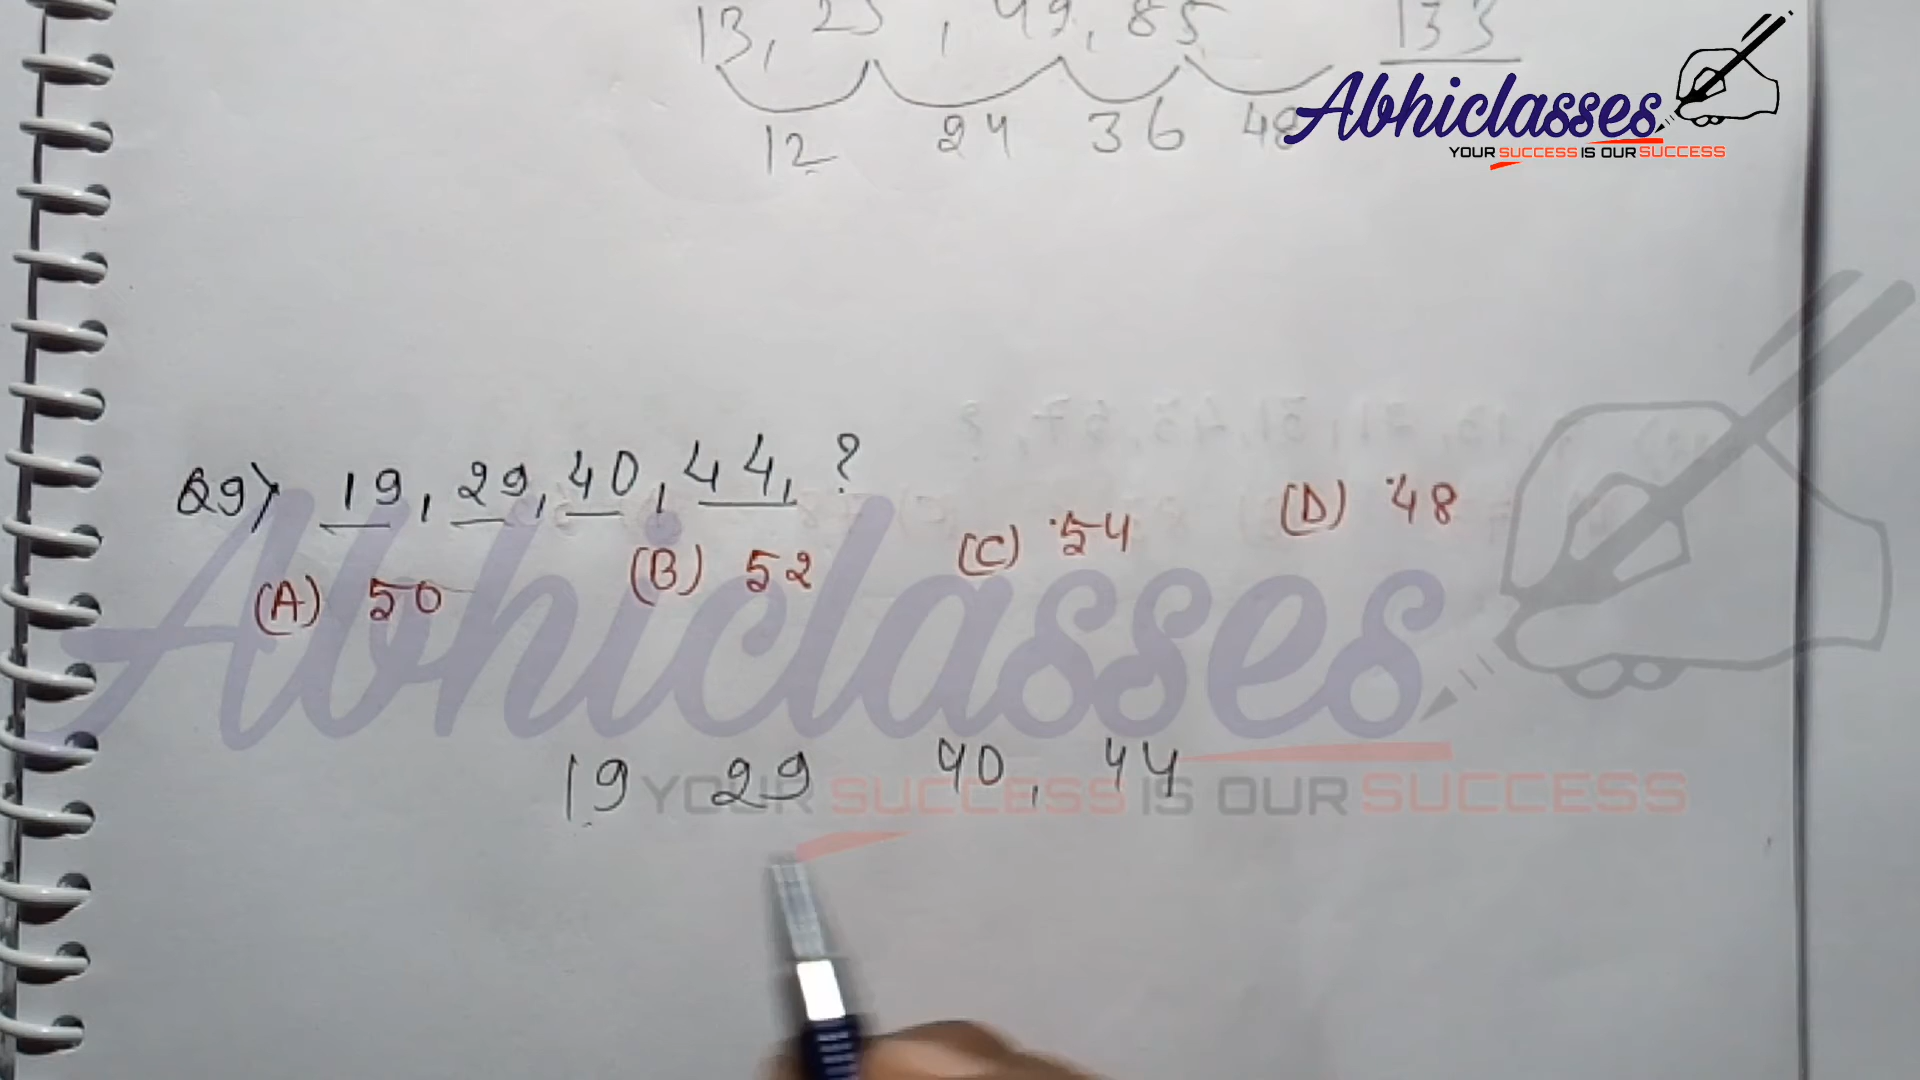 13, 25, 49, 85 133
12 24 36 48
Abhiclasses
YOUR SUCCESS IS OUR SUCCESS
Q9) 19, 29, 40, 44, ?
(A) 50 (B) 52 (C) 54 (D) 48
Abhiclasses
19 29 40, 44
YOUR SUCCESS IS OUR SUCCESS